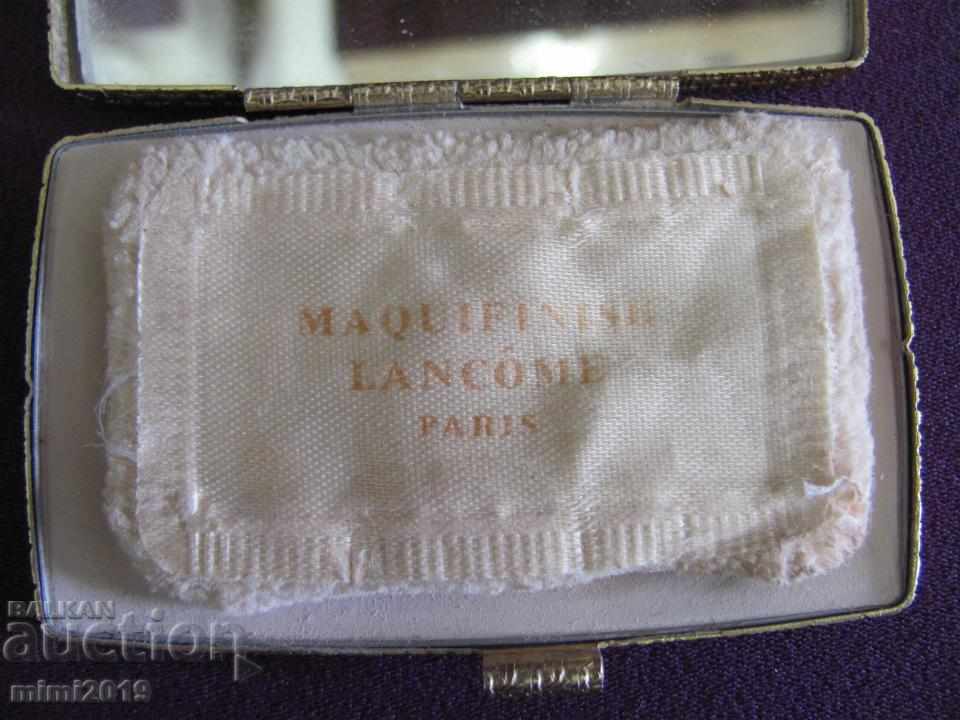 MAQUIFINISH
LANCÔME
PARIS
BALKAN
auction
mimi2019